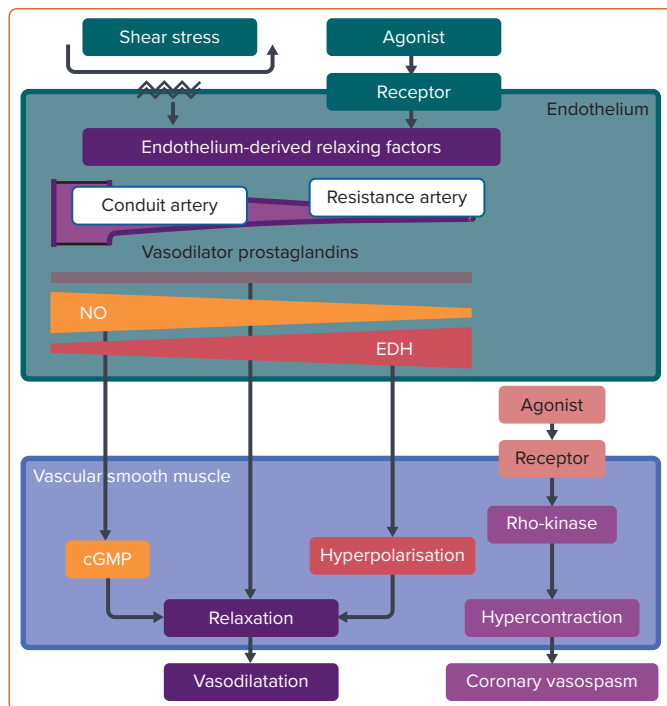 Shear stress
Agonist
Receptor
Endothelium
Endothelium-derived relaxing factors
Conduit artery
Resistance artery
Vasodilator prostaglandins
NO
EDH
Agonist
Receptor
Vascular smooth muscle
Rho-kinase
cGMP
Hyperpolarisation
Relaxation
Hypercontraction
Vasodilatation
Coronary vasospasm